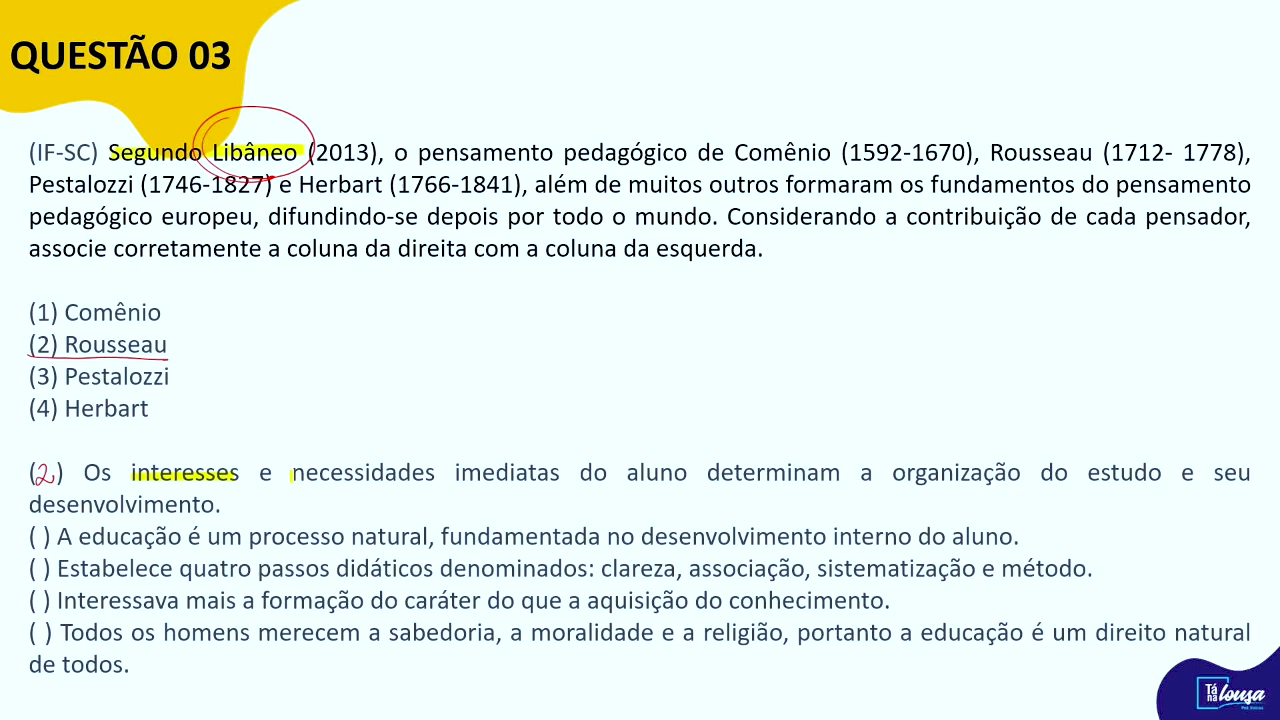 QUESTÃO 03
(IF-SC) Segundo Libâneo (2013), o pensamento pedagógico de Comênio (1592-1670), Rousseau (1712- 1778),
Pestalozzi (1746-1827) e Herbart (1766-1841), além de muitos outros formaram os fundamentos do pensamento
pedagógico europeu, difundindo-se depois por todo o mundo. Considerando a contribuição de cada pensador,
associe corretamente a coluna da direita com a coluna da esquerda.
(1) Comênio
(2) Rousseau
(3) Pestalozzi
(4) Herbart
(2) Os interesses e necessidades imediatas do aluno determinam a organização do estudo e seu
desenvolvimento.
( ) A educação é um processo natural, fundamentada no desenvolvimento interno do aluno.
( ) Estabelece quatro passos didáticos denominados: clareza, associação, sistematização e método.
( ) Interessava mais a formação do caráter do que a aquisição do conhecimento.
( ) Todos os homens merecem a sabedoria, a moralidade e a religião, portanto a educação é um direito natural
de todos.
Tá na lousa